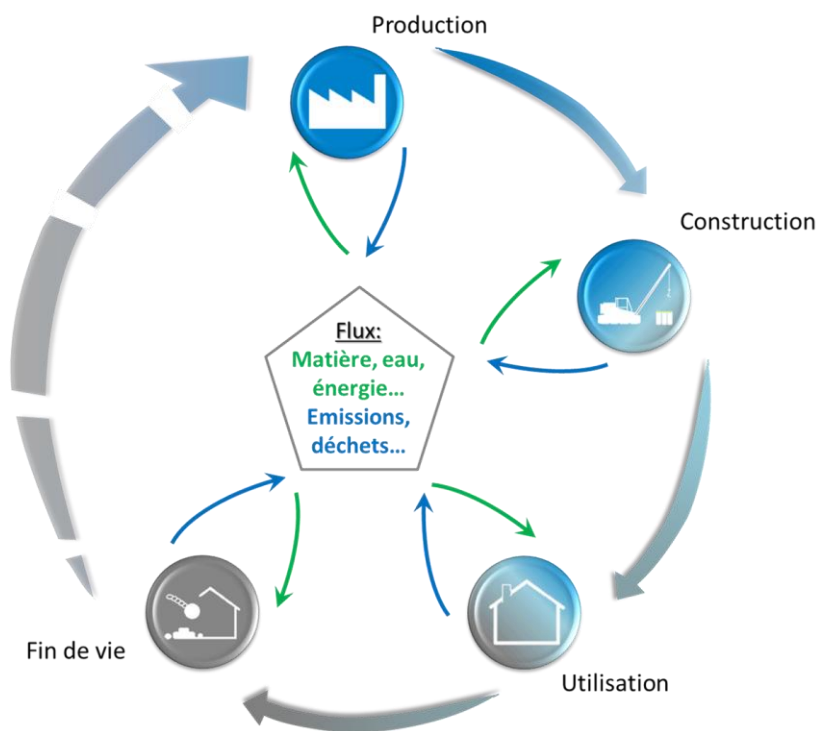 Production
Construction
Flux:
Matière, eau,
énergie...
Emissions,
déchets...
Fin de vie
Utilisation